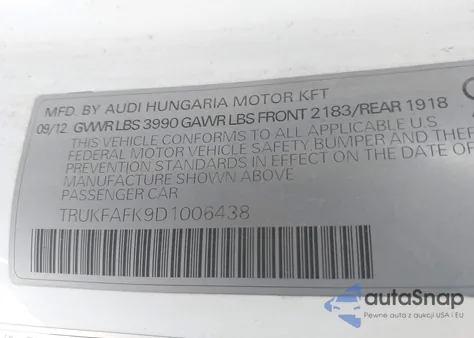 MFD. BY AUDI HUNGARIA MOTOR KFT
09/12 GVWR LBS 3990 GAWR LBS FRONT 2183/REAR 1918
THIS VEHICLE CONFORMS TO ALL APPLICABLE U.S.
FEDERAL MOTOR VEHICLE SAFETY, BUMPER AND THEFT
PREVENTION STANDARDS IN EFFECT ON THE DATE OF
MANUFACTURE SHOWN ABOVE
PASSENGER CAR
TRUKFAFK9D1006438
autoSnap
Pewne auta z aukcji USA i EU